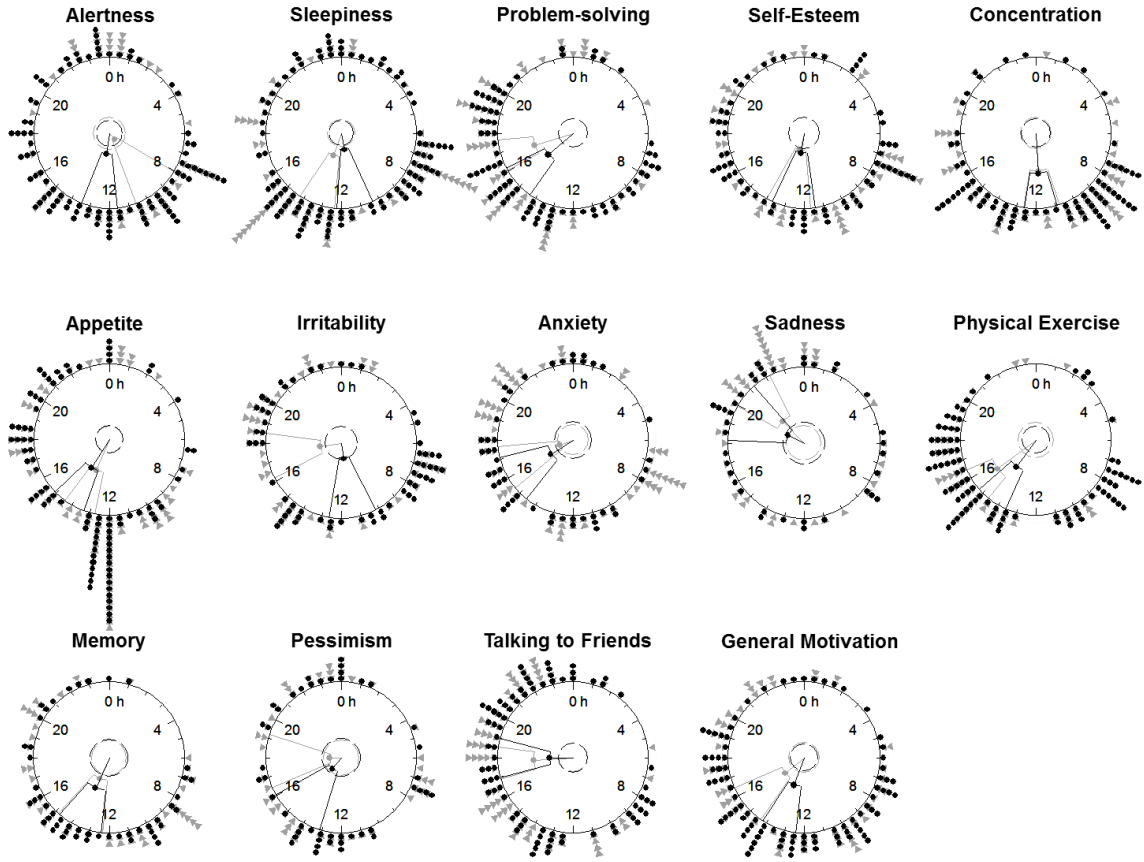 Alertness Sleepiness Problem-solving Self-Esteem Concentration
0 h 0 h 0 h 0 h 0 h
20 4 20 4 20 4 20 4 20 4
16 8 16 8 16 8 16 8 16 8
12 12 12 12 12
Appetite Irritability Anxiety Sadness Physical Exercise
0 h 0 h 0 h 0 h 0 h
20 4 20 4 20 4 20 4 20 4
16 8 16 8 16 8 16 8 16 8
12 12 12 12 12
Memory Pessimism Talking to Friends General Motivation
0 h 0 h 0 h 0 h
20 4 20 4 20 4 20 4
16 8 16 8 16 8 16 8
12 12 12 12